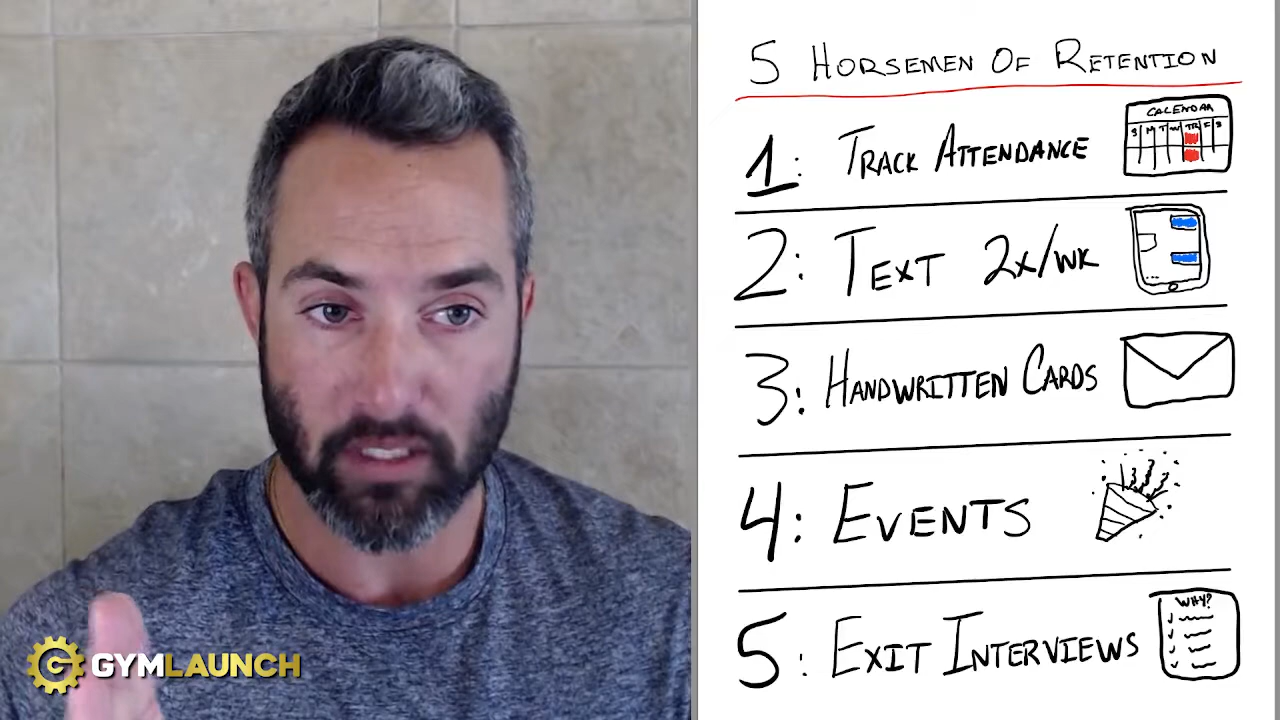 5 HORSEMEN OF RETENTION
1: TRACK ATTENDANCE
CALENDAR
S M T W TR F S
2: TEXT 2x/WK
3: HANDWRITTEN CARDS
4: EVENTS
5: EXIT INTERVIEWS
WHY?
G GYMLAUNCH